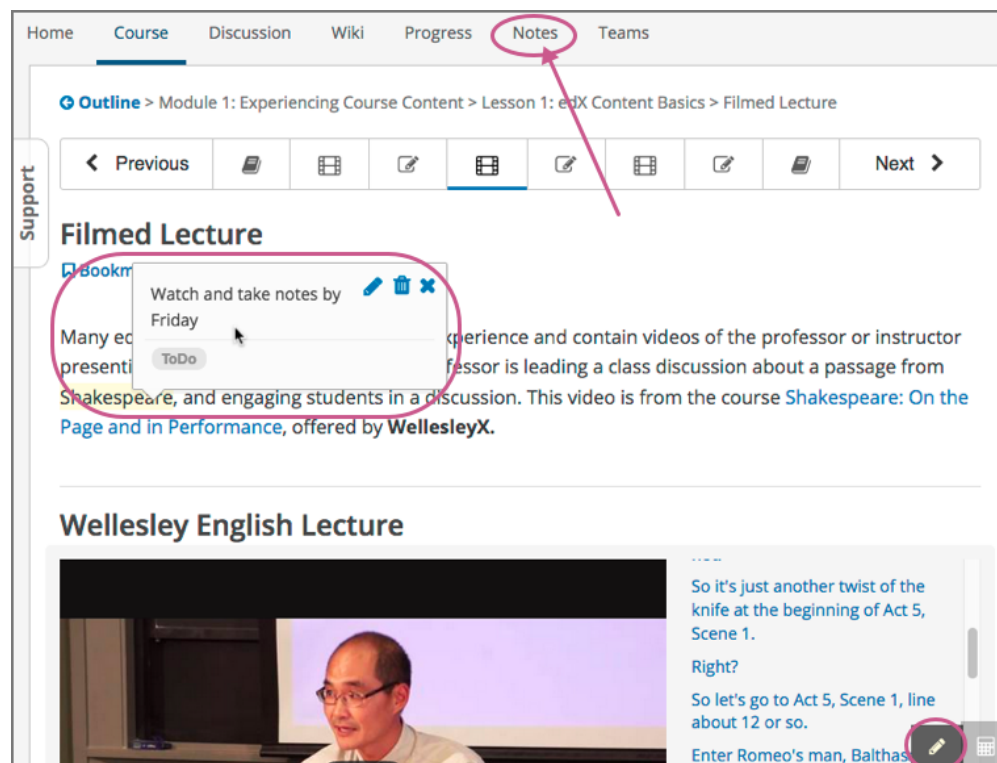 Home Course Discussion Wiki Progress Notes Teams
Outline > Module 1: Experiencing Course Content > Lesson 1: edX Content Basics > Filmed Lecture
Previous Next
Support
Filmed Lecture
Bookm
Watch and take notes by
Friday
ToDo
Many ed xperience and contain videos of the professor or instructor
presenti fessor is leading a class discussion about a passage from
Shakespeare, and engaging students in a discussion. This video is from the course Shakespeare: On the
Page and in Performance, offered by WellesleyX.
Wellesley English Lecture
So it's just another twist of the
knife at the beginning of Act 5,
Scene 1.
Right?
So let's go to Act 5, Scene 1, line
about 12 or so.
Enter Romeo's man, Balthas